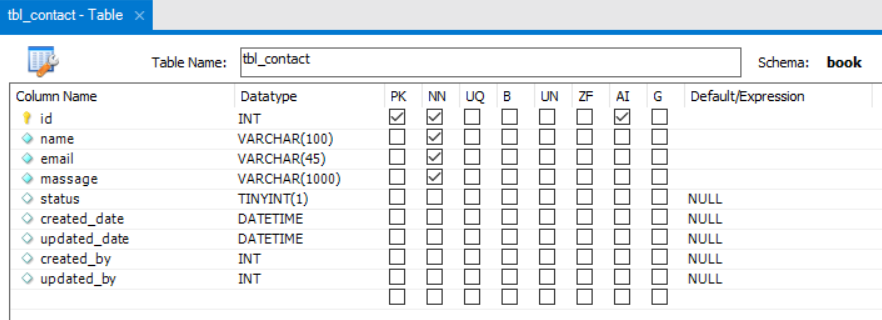 tbl_contact - Table ×
Table Name: tbl_contact Schema: book
Column Name Datatype PK NN UQ B UN ZF AI G Default/Expression
id INT
name VARCHAR(100)
email VARCHAR(45)
massage VARCHAR(1000)
status TINYINT(1) NULL
created_date DATETIME NULL
updated_date DATETIME NULL
created_by INT NULL
updated_by INT NULL